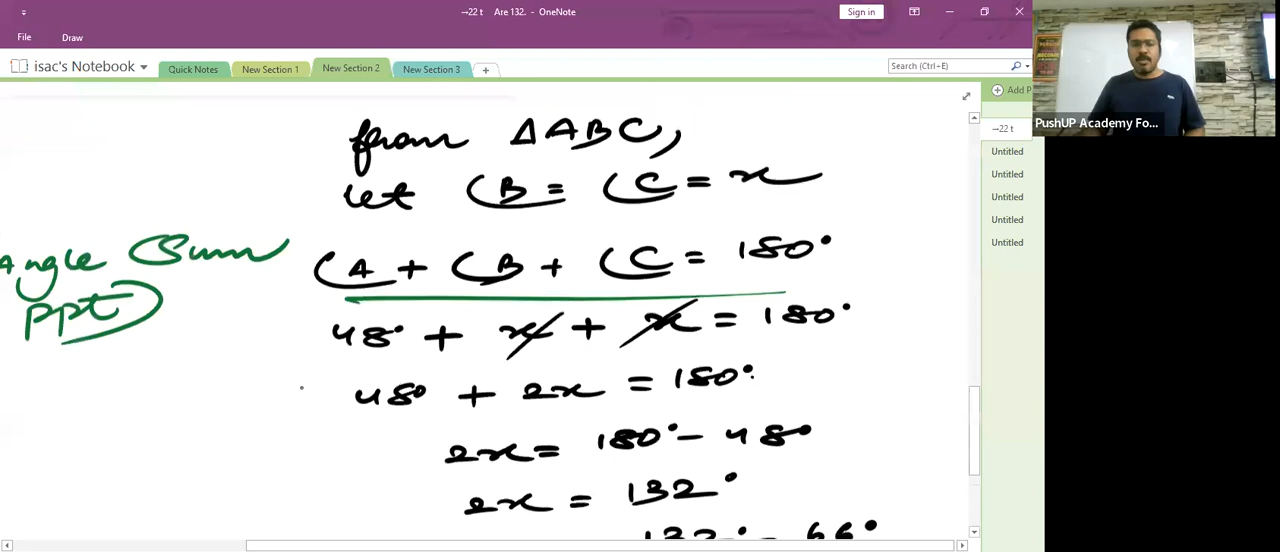 →22 t Are 132. - OneNote
Sign in
File Draw
isac's Notebook
Quick Notes New Section 1 New Section 2 New Section 3
Search (Ctrl+E)
Add P
→22 t
Untitled
Untitled
Untitled
Untitled
Untitled
PushUP Academy Fo...
from ΔABC,
let ∠B = ∠C = x
Angle Sum
ppt
∠A + ∠B + ∠C = 180°
48° + x + x = 180°
48° + 2x = 180°
2x = 180° - 48°
2x = 132°
132° = 66°